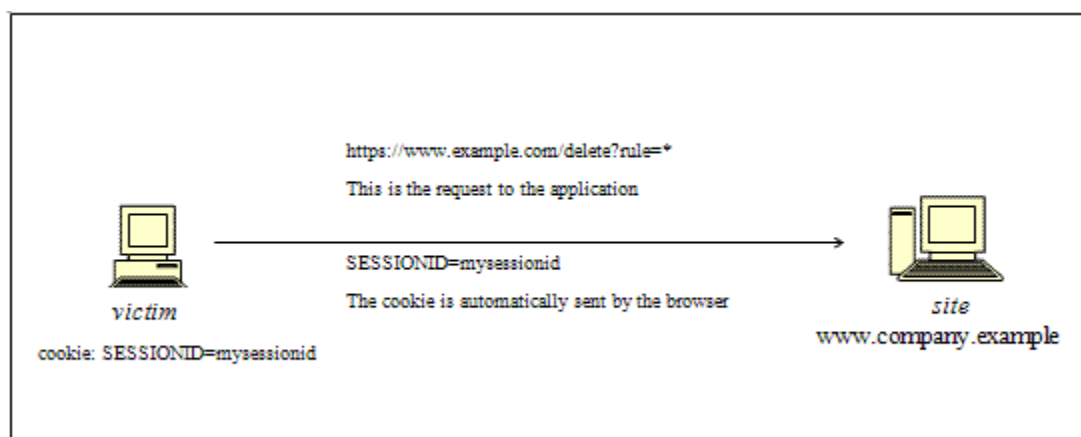 https://www.example.com/delete?rule=*
This is the request to the application
SESSIONID=mysessionid
The cookie is automatically sent by the browser
victim
cookie: SESSIONID=mysessionid
site
www.company.example